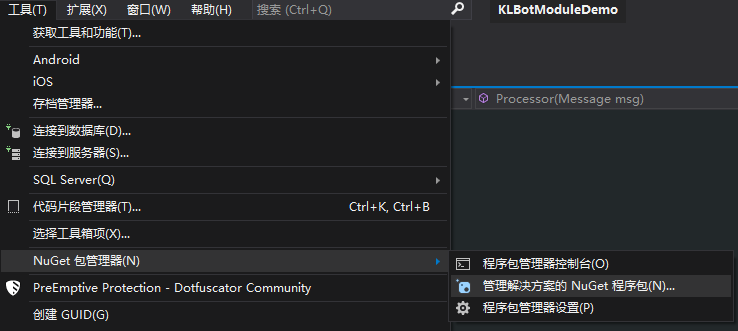 工具(T) 扩展(X) 窗口(W) 帮助(H) 搜索 (Ctrl+Q) KLBotModuleDemo
获取工具和功能(T)...
Android
iOS
存档管理器...
Processor(Message msg)
连接到数据库(D)...
连接到服务器(S)...
SQL Server(Q)
代码片段管理器(T)... Ctrl+K, Ctrl+B
选择工具箱项(X)...
NuGet 包管理器(N)
程序包管理器控制台(O)
管理解决方案的 NuGet 程序包(N)...
程序包管理器设置(P)
PreEmptive Protection - Dotfuscator Community
创建 GUID(G)